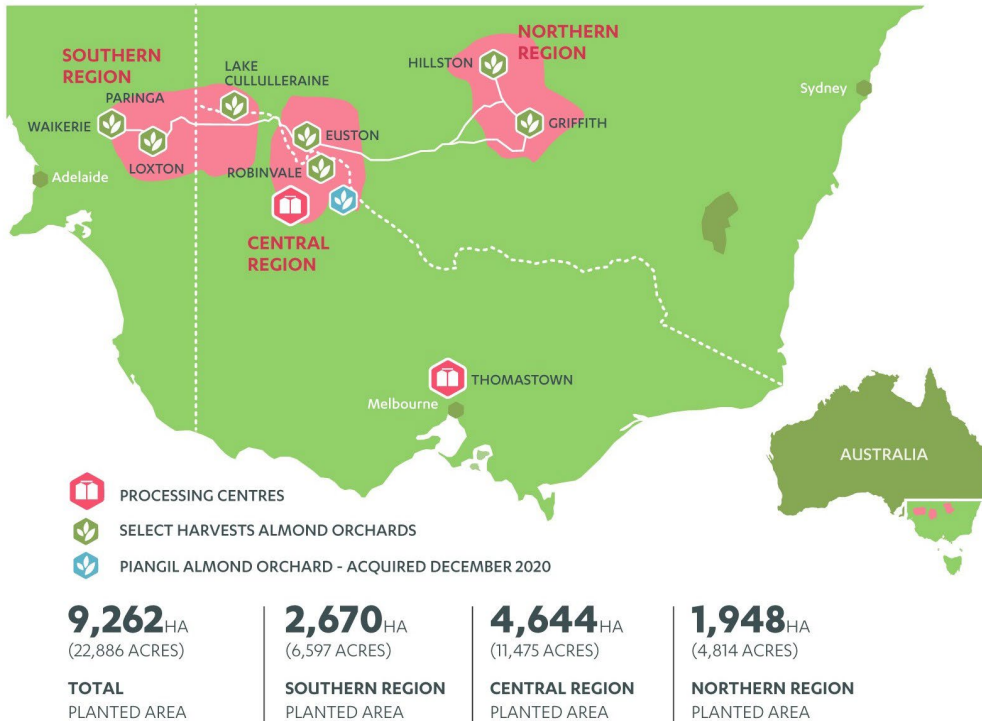 NORTHERN
REGION
SOUTHERN
REGION
LAKE
CULLULLERAINE
HILLSTON
PARINGA
Sydney
WAIKERIE
EUSTON
GRIFFITH
LOXTON
ROBINVALE
Adelaide
CENTRAL
REGION
THOMASTOWN
Melbourne
AUSTRALIA
PROCESSING CENTRES
SELECT HARVESTS ALMOND ORCHARDS
PIANGIL ALMOND ORCHARD - ACQUIRED DECEMBER 2020
9,262HA
(22,886 ACRES)
TOTAL
PLANTED AREA
2,670HA
(6,597 ACRES)
SOUTHERN REGION
PLANTED AREA
4,644HA
(11,475 ACRES)
CENTRAL REGION
PLANTED AREA
1,948HA
(4,814 ACRES)
NORTHERN REGION
PLANTED AREA